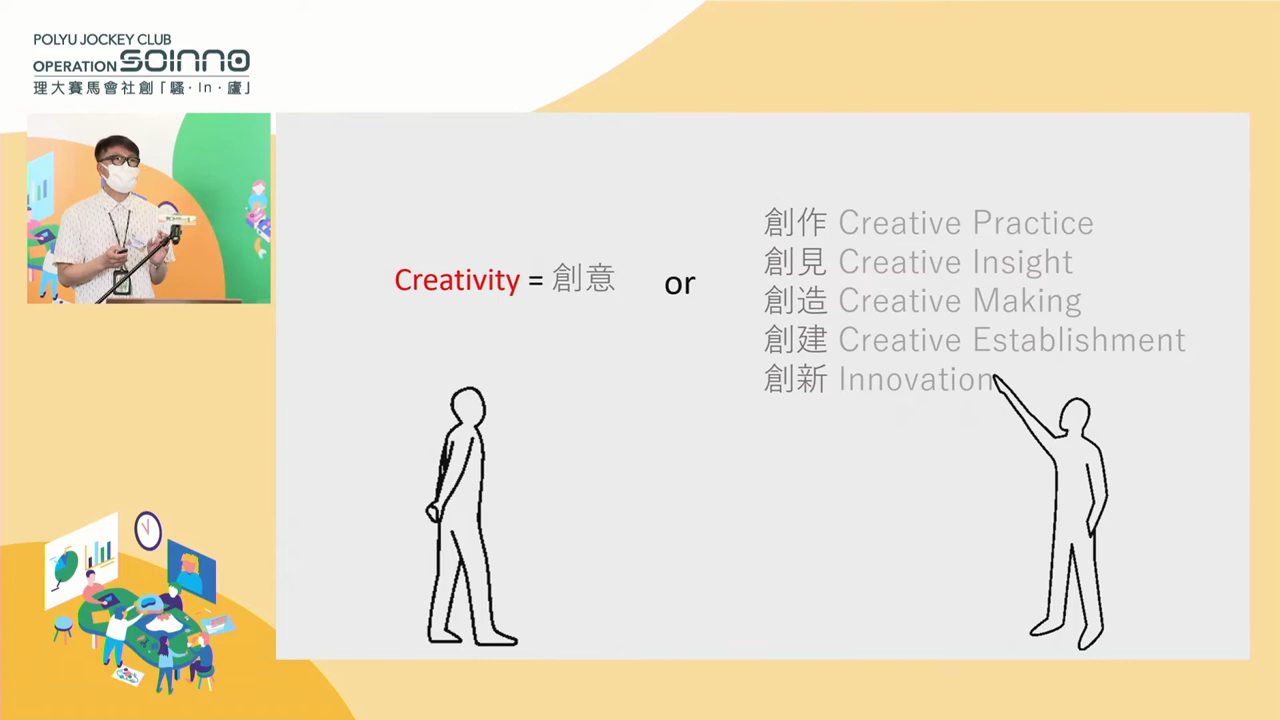 POLYU JOCKEY CLUB
OPERATION SOINNO
理大賽馬會社創「騷·In·廬」
Creativity = 創意
or
創作 Creative Practice
創見 Creative Insight
創造 Creative Making
創建 Creative Establishment
創新 Innovation